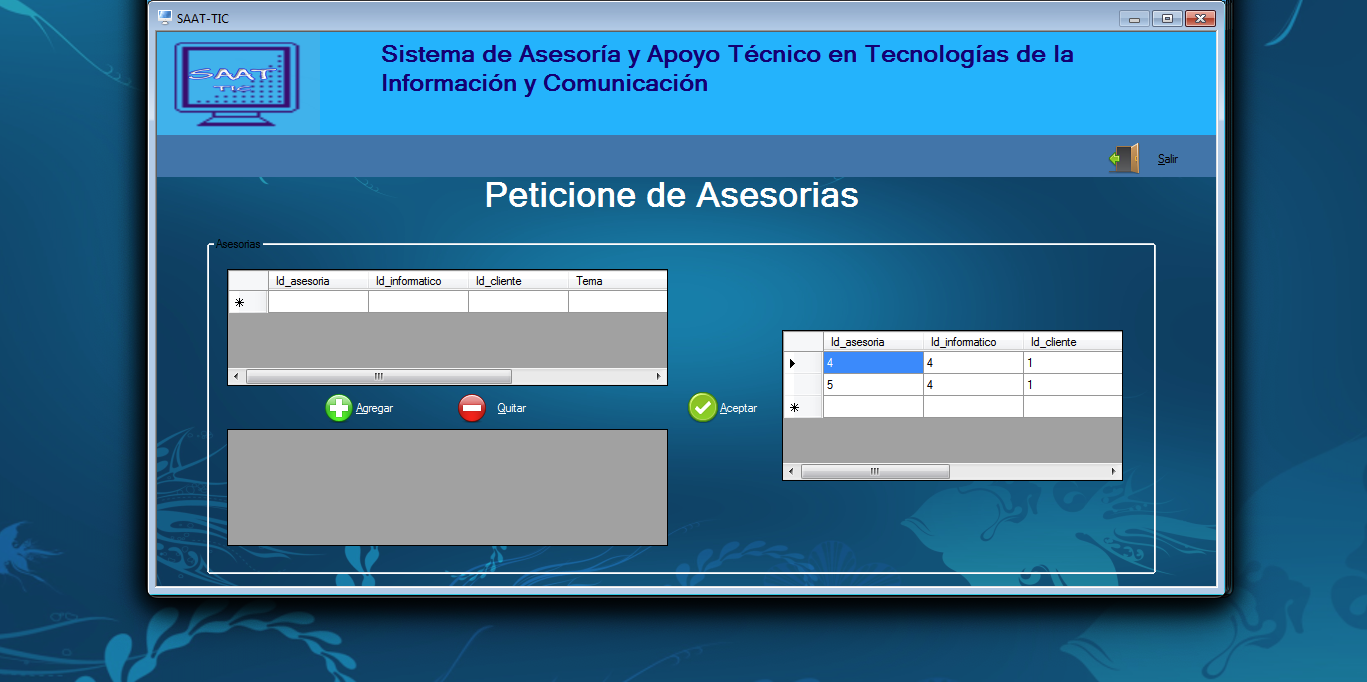 SAAT-TIC
SAAT
TIC
Sistema de Asesoría y Apoyo Técnico en Tecnologías de la
Información y Comunicación
Salir
Peticione de Asesorias
Asesorias
Id_asesoria Id_informatico Id_cliente Tema
Id_asesoria Id_informatico Id_cliente
4 4 1
5 4 1
Agregar Quitar Aceptar